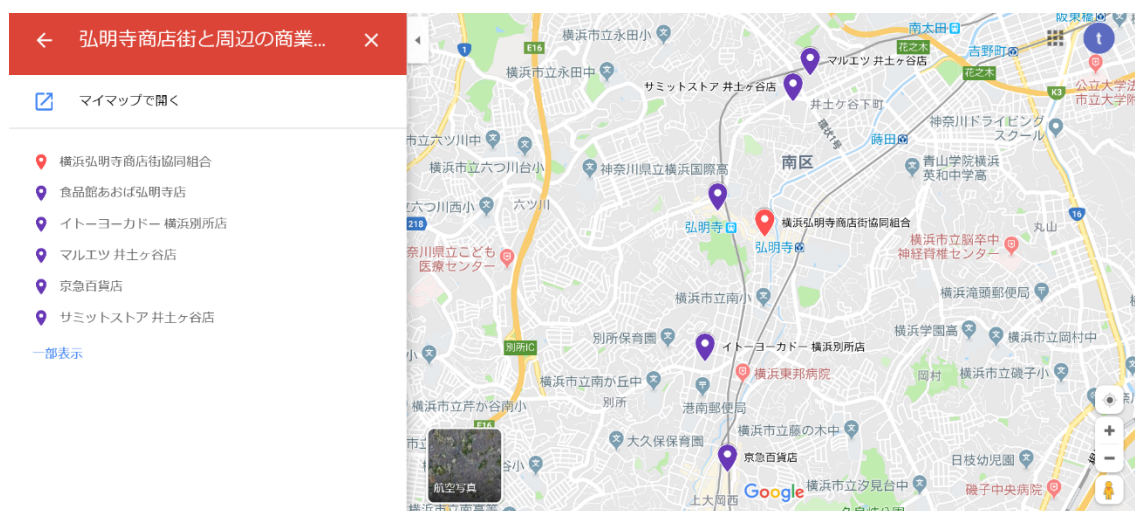 弘明寺商店街と周辺の商業...
マイマップで開く
横浜弘明寺商店街協同組合
食品館あおば弘明寺店
イトーヨーカドー 横浜別所店
マルエツ 井土ヶ谷店
京急百貨店
サミットストア 井土ヶ谷店
一部表示
南太田
阪東橋
t
1
E16
横浜市立永田小
花之木
吉野町
マルエツ 井土ヶ谷店
横浜市立永田中
花之木
サミットストア 井土ヶ谷店
K3
公立大学法
市立大学附
井土ケ谷下町
神奈川ドライビング
スクール
環状1号
市立六ツ川中
蒔田
横浜市立六つ川台小
神奈川県立横浜国際高
南区
青山学院横浜
英和中学高
六つ川西小
六ツ川
16
218
弘明寺
横浜弘明寺商店街協同組合
丸山
弘明寺
横浜市立脳卒中
神経脊椎センター
奈川県立こども
医療センター
横浜市立南小
横浜滝頭郵便局
別所保育園
横浜学園高
横浜市立岡村中
別所IC
イトーヨーカドー 横浜別所店
横浜東邦病院
岡村
横浜市立磯子小
横浜市立南が丘中
別所
港南郵便局
横浜市立芹が谷南小
E16
横浜市立藤の木中
大久保保育園
京急百貨店
日枝幼児園
航空写真
上大岡西
Google
横浜市立汐見台中
磯子中央病院
久良岐公園
横浜市立南高等